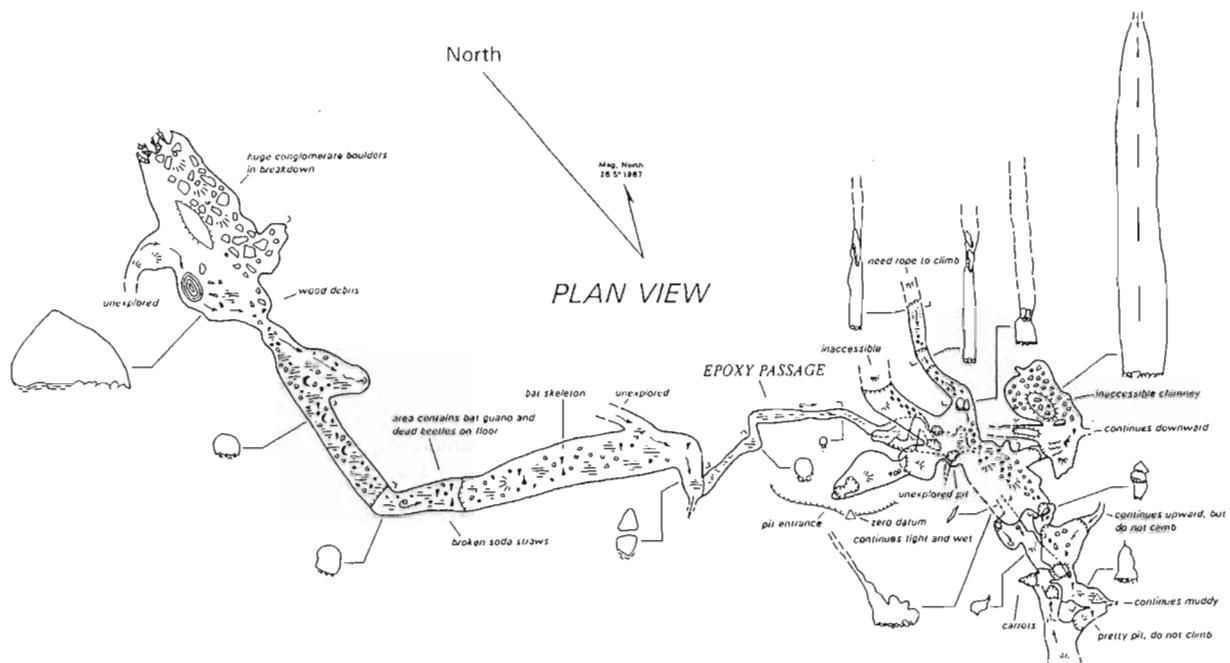 North
Mag. North
26.5° 1987
PLAN VIEW
huge conglomerate boulders
in breakdown
unexplored
wood debris
area contains bat guano and
dead beetles on floor
bat skeleton
unexplored
broken soda straws
EPOXY PASSAGE
inaccessible
need rope to climb
inaccessible chimney
continues downward
unexplored pit
pit entrance
zero datum
continues tight and wet
continues upward, but
do not climb
continues muddy
carrots
pretty pit, do not climb